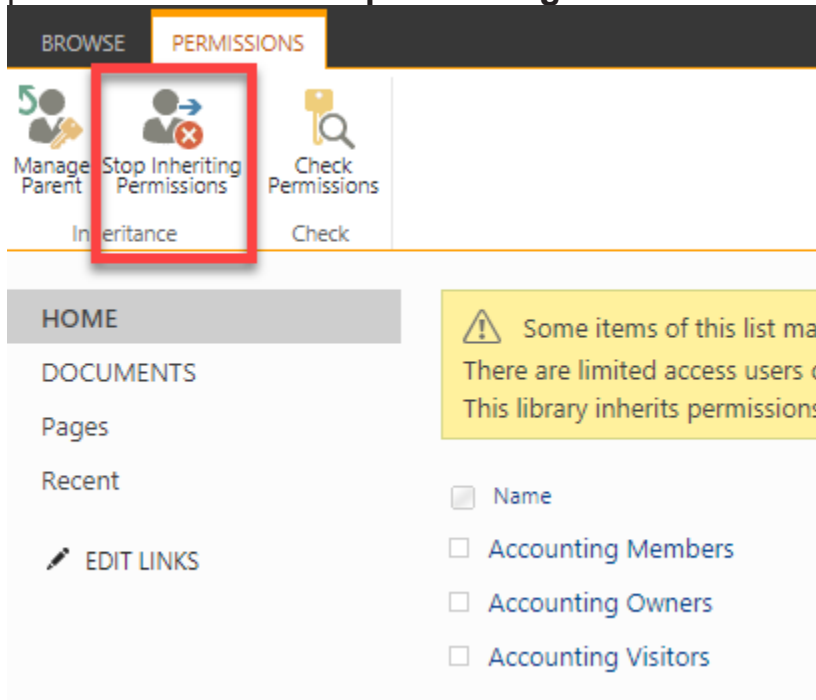 BROWSE PERMISSIONS
Manage Stop Inheriting Check
Parent Permissions Permissions
Inheritance Check
HOME
DOCUMENTS
Pages
Recent
EDIT LINKS
Some items of this list
There are limited access users
This library inherits permissions
Name
Accounting Members
Accounting Owners
Accounting Visitors